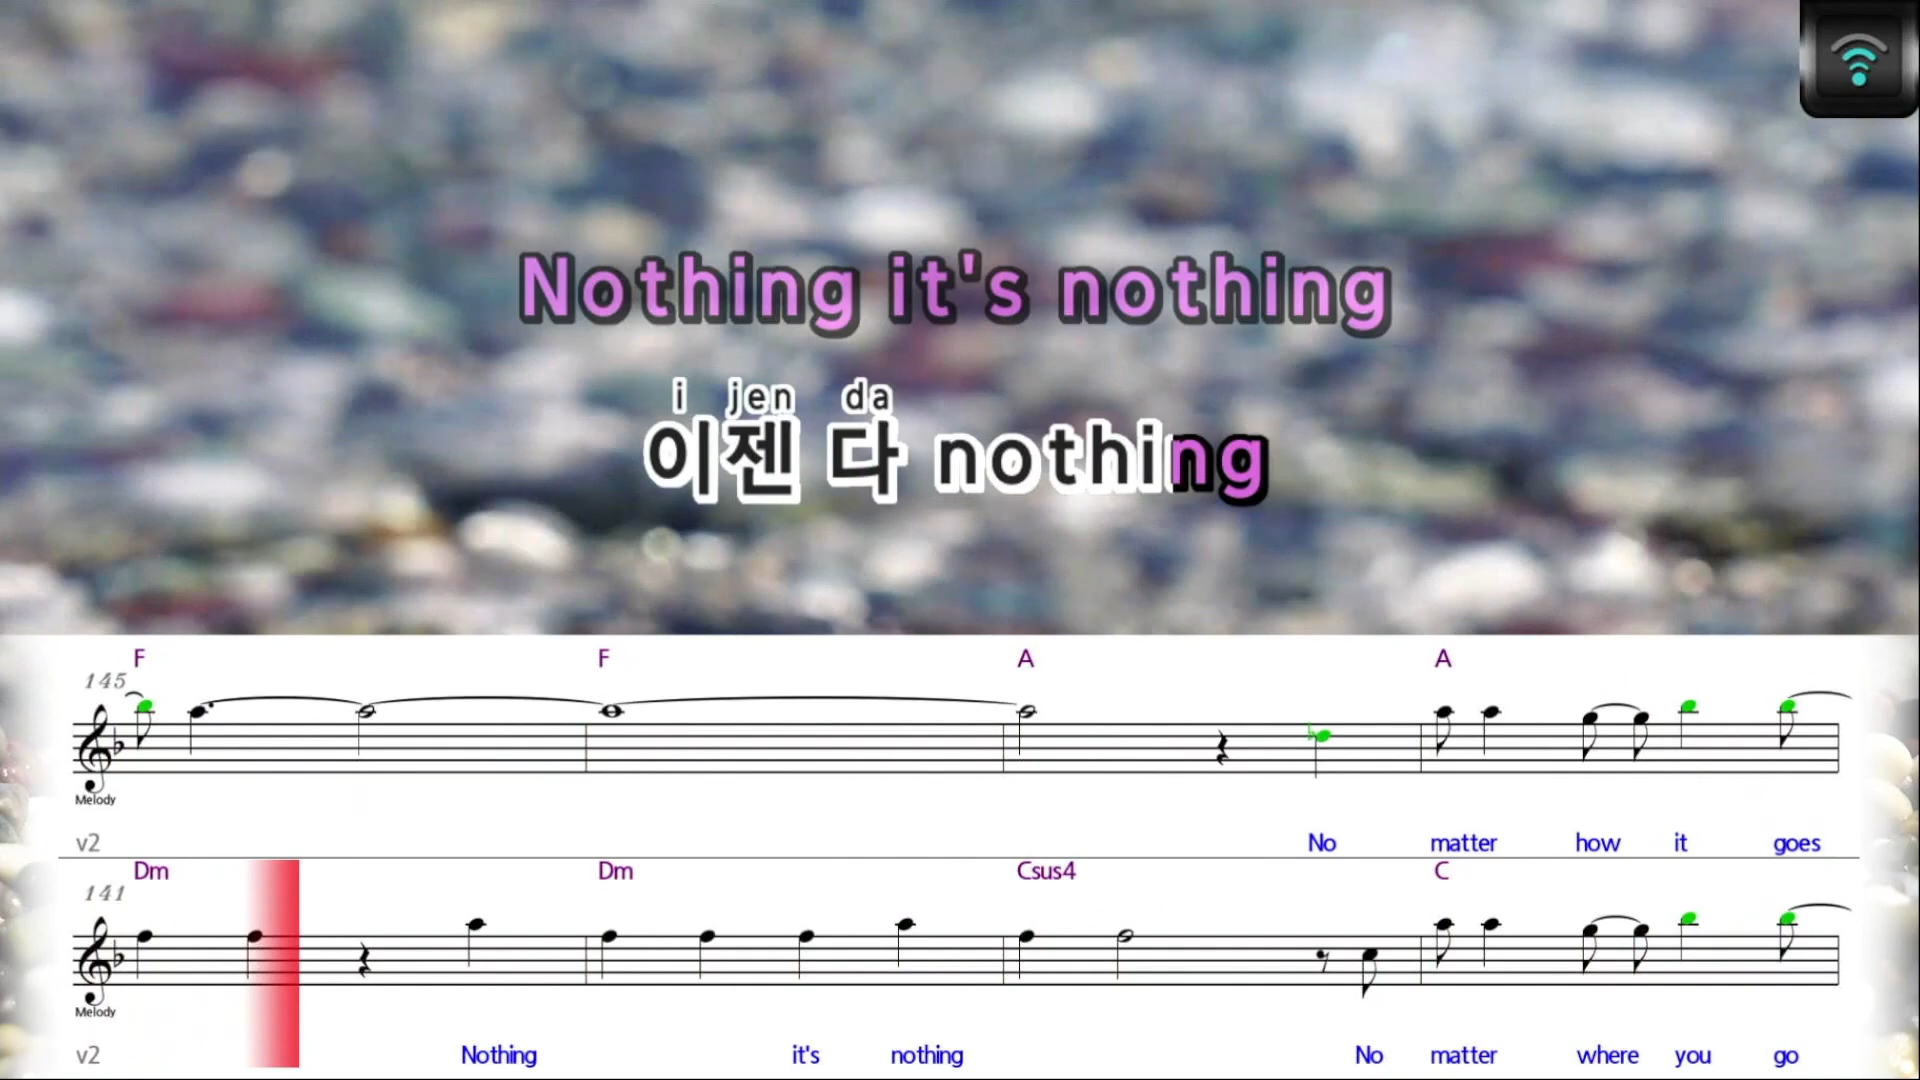 Nothing it's nothing
i jen da
이젠 다 nothing
F F A A
145
Melody
v2 No matter how it goes
Dm Dm Csus4 C
141
Melody
v2 Nothing it's nothing No matter where you go